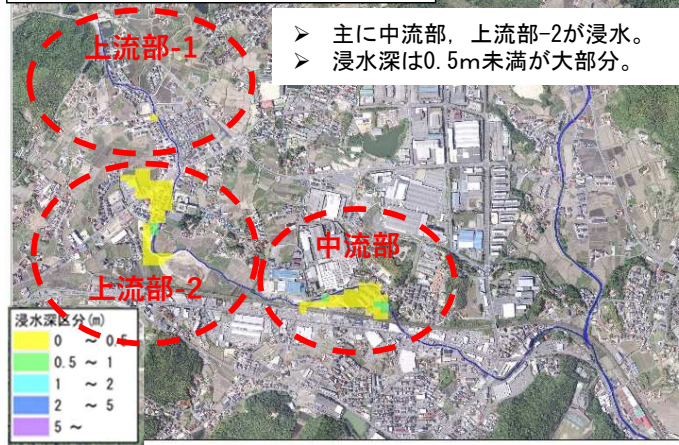 ➢ 主に中流部，上流部-2が浸水。
➢ 浸水深は0.5m未満が大部分。
上流部-1
中流部
上流部-2
浸水深区分(m)
0 ～ 0.5
0.5 ～ 1
1 ～ 2
2 ～ 5
5 ～